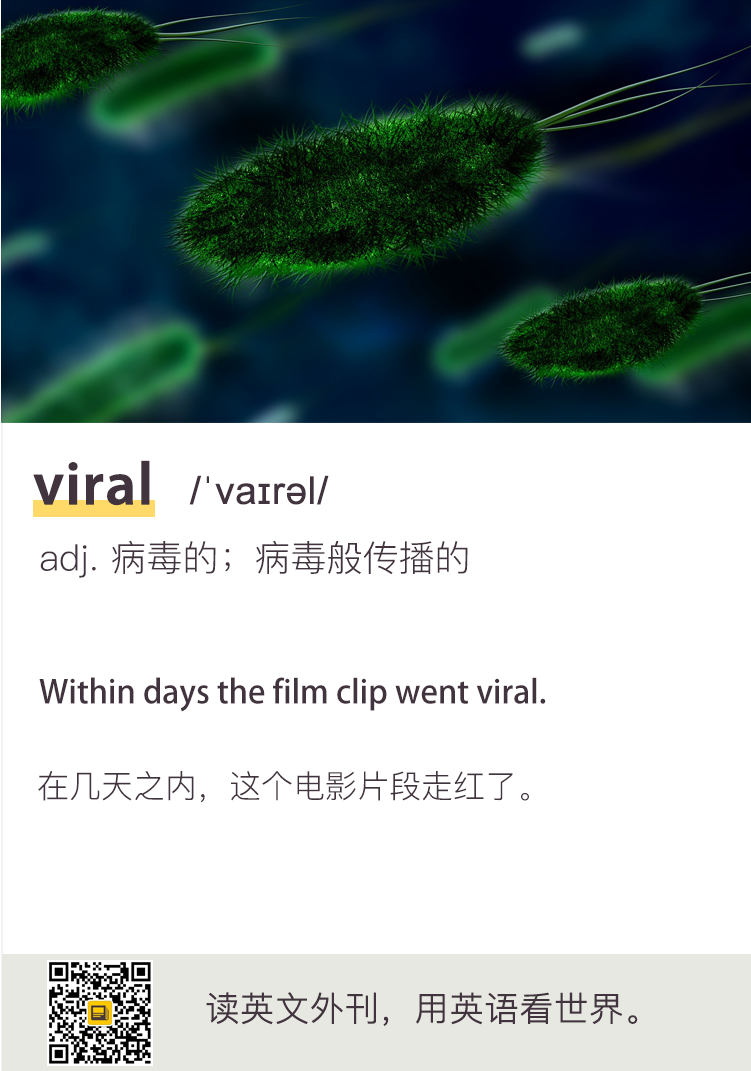 viral /ˈvaɪrəl/
adj. 病毒的；病毒般传播的
Within days the film clip went viral.
在几天之内，这个电影片段走红了。
读英文外刊，用英语看世界。